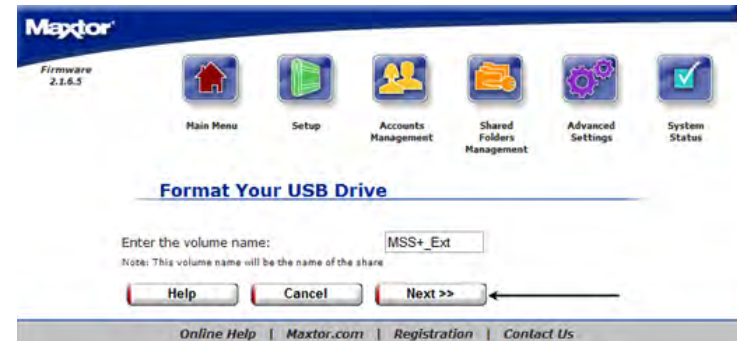 Maxtor
Firmware
2.1.6.5
Main Menu
Setup
Accounts
Management
Shared
Folders
Management
Advanced
Settings
System
Status
Format Your USB Drive
Enter the volume name: MSS+_Ext
Note: This volume name will be the name of the share
Help Cancel Next >>
Online Help | Maxtor.com | Registration | Contact Us